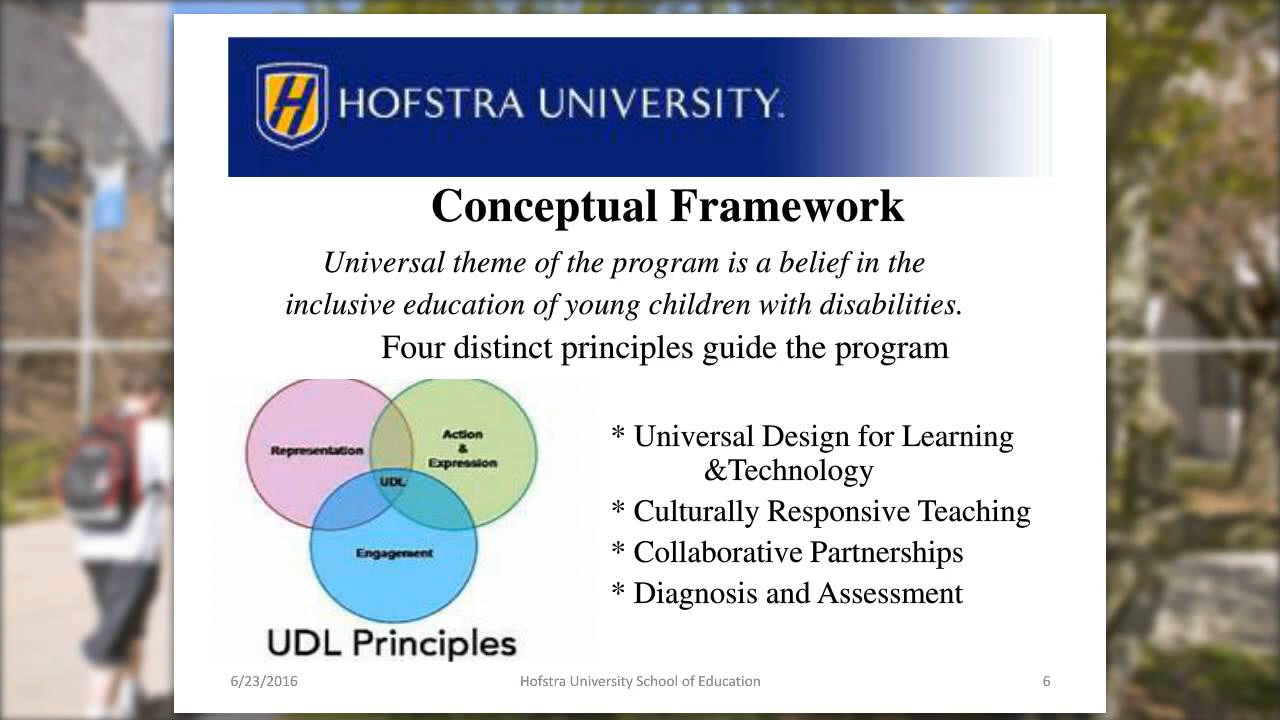 HOFSTRA UNIVERSITY
Conceptual Framework
Universal theme of the program is a belief in the
inclusive education of young children with disabilities.
Four distinct principles guide the program
Representation
Action
&
Expression
UDL
Engagement
UDL Principles
* Universal Design for Learning
&Technology
* Culturally Responsive Teaching
* Collaborative Partnerships
* Diagnosis and Assessment
6/23/2016
Hofstra University School of Education
6